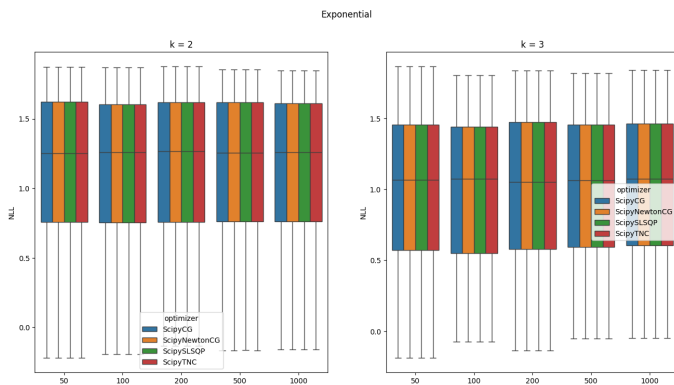 Exponential
k = 2
NLL
1.5
1.0
0.5
0.0
optimizer
ScipyCG
ScipyNewtonCG
ScipySLSQP
ScipyTNC
50 100 200 500 1000
k = 3
NLL
1.5
1.0
0.5
0.0
optimizer
ScipyCG
ScipyNewtonCG
ScipySLSQP
ScipyTNC
50 100 200 500 1000